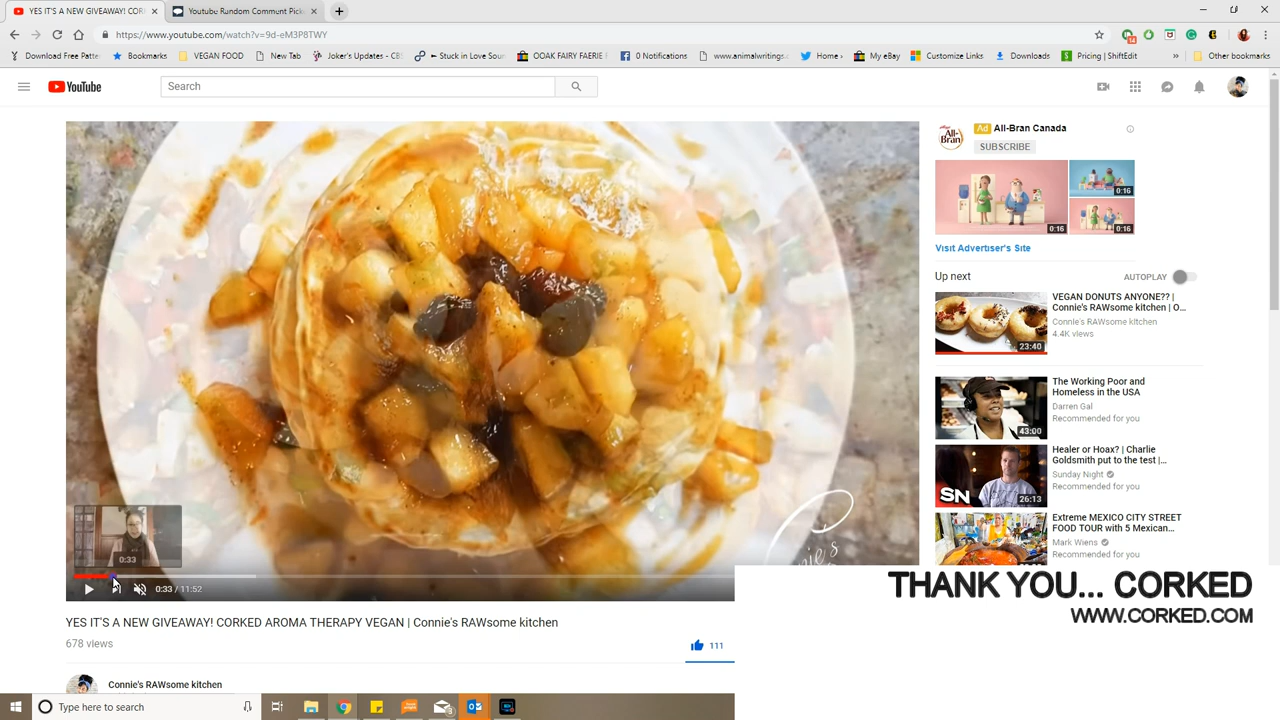 YES IT'S A NEW GIVEAWAY! COR
Youtube Random Comment Pick
https://www.youtube.com/watch?v=9d-eM3P8TWY
Download Free Patte
Bookmarks
VEGAN FOOD
New Tab
Joker's Updates - CBS
Stuck in Love Sour
OOAK FAIRY FAERIE F
0 Notifications
www.animalwritings.
Home
My eBay
Customize Links
Downloads
Pricing | ShiftEdit
Other bookmarks
YouTube
Search
Ad All-Bran Canada
SUBSCRIBE
All-Bran
0:16
0:16
0:16
Visit Advertiser's Site
Up next
AUTOPLAY
VEGAN DONUTS ANYONE?? |
Connie's RAWsome kitchen | O...
Connie's RAWsome kitchen
4.4K views
23:40
The Working Poor and
Homeless in the USA
Darren Gal
Recommended for you
43:00
Healer or Hoax? | Charlie
Goldsmith put to the test |...
Sunday Night
Recommended for you
SN
26:13
Extreme MEXICO CITY STREET
FOOD TOUR with 5 Mexican...
Mark Wiens
Recommended for you
0:33
0:33 / 11:52
THANK YOU... CORKED
WWW.CORKED.COM
YES IT'S A NEW GIVEAWAY! CORKED AROMA THERAPY VEGAN | Connie's RAWsome kitchen
678 views
111
Connie's RAWsome kitchen
Type here to search